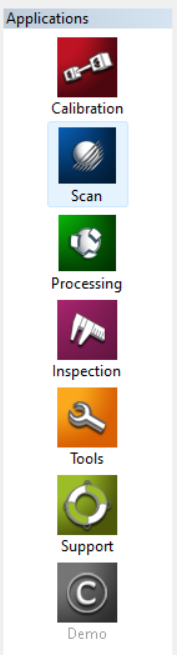 Applications
Calibration
Scan
Processing
Inspection
Tools
Support
C
Demo